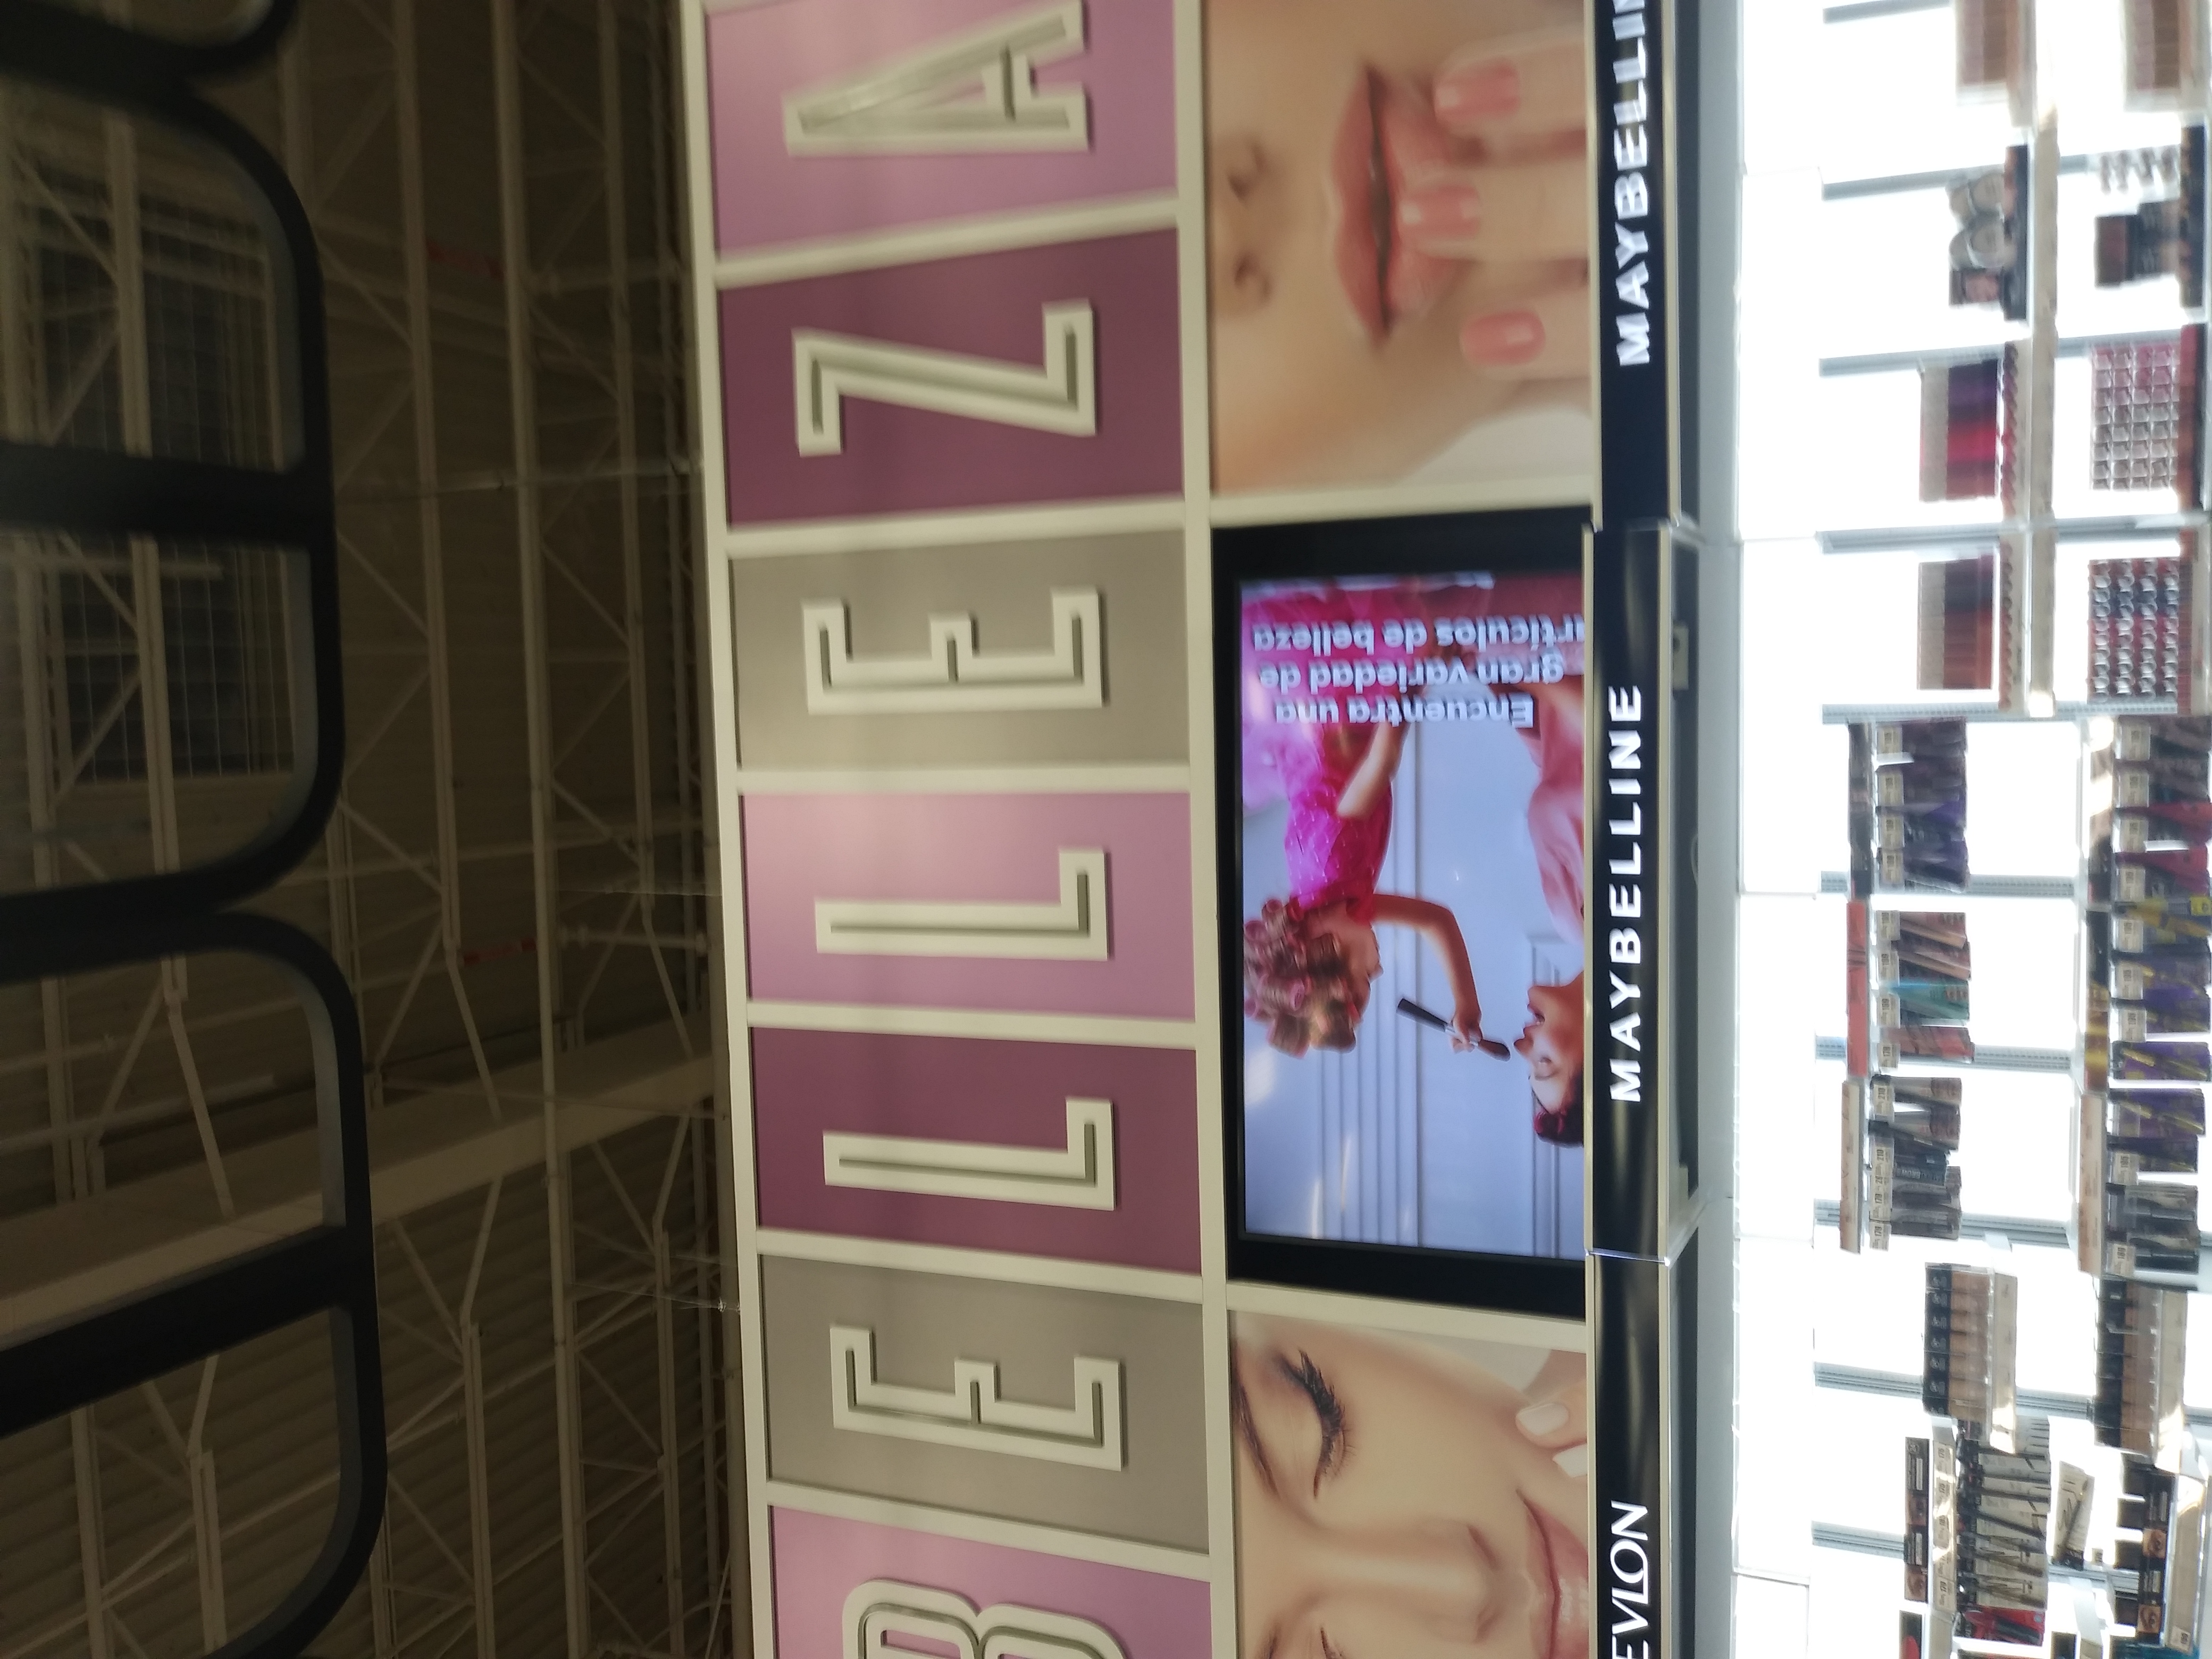 BELLEZA
Encuentra una
gran variedad de
artículos de belleza
EVLON
MAYBELLINE
MAYBELLIN